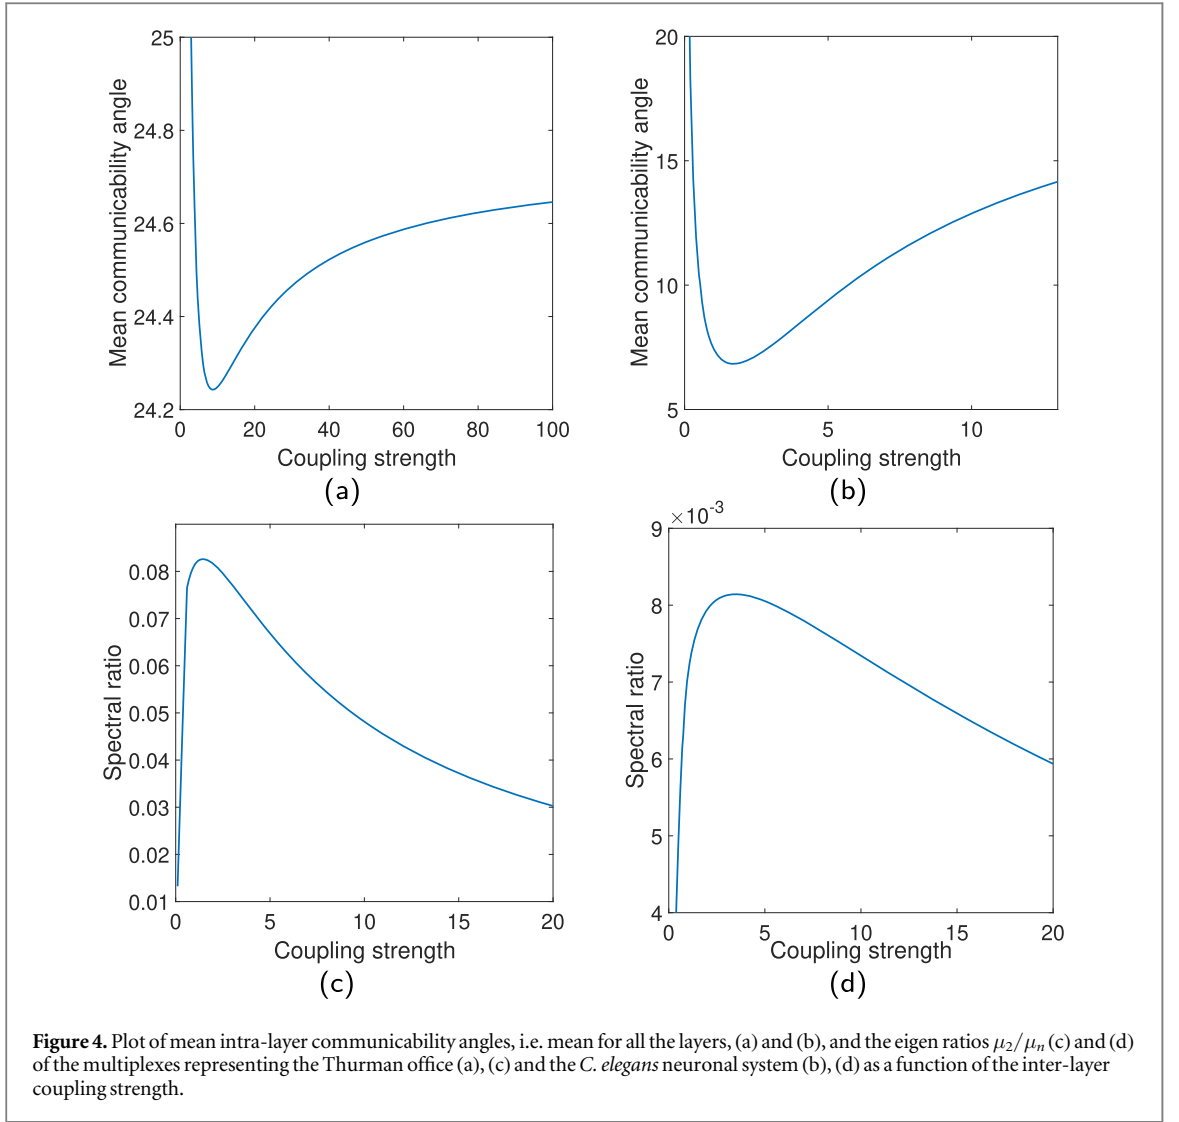 25
24.8
24.6
24.4
24.2
0
20
40
60
80
100
Mean communicability angle
Coupling strength
(a)
20
15
10
5
0
5
10
Mean communicability angle
Coupling strength
(b)
0.08
0.07
0.06
0.05
0.04
0.03
0.02
0.01
0
5
10
15
20
Spectral ratio
Coupling strength
(c)
×10⁻³
9
8
7
6
5
4
0
5
10
15
20
Spectral ratio
Coupling strength
(d)
Figure 4. Plot of mean intra-layer communicability angles, i.e. mean for all the layers, (a) and (b), and the eigen ratios μ₂/μₙ (c) and (d)
of the multiplexes representing the Thurman office (a), (c) and the C. elegans neuronal system (b), (d) as a function of the inter-layer
coupling strength.